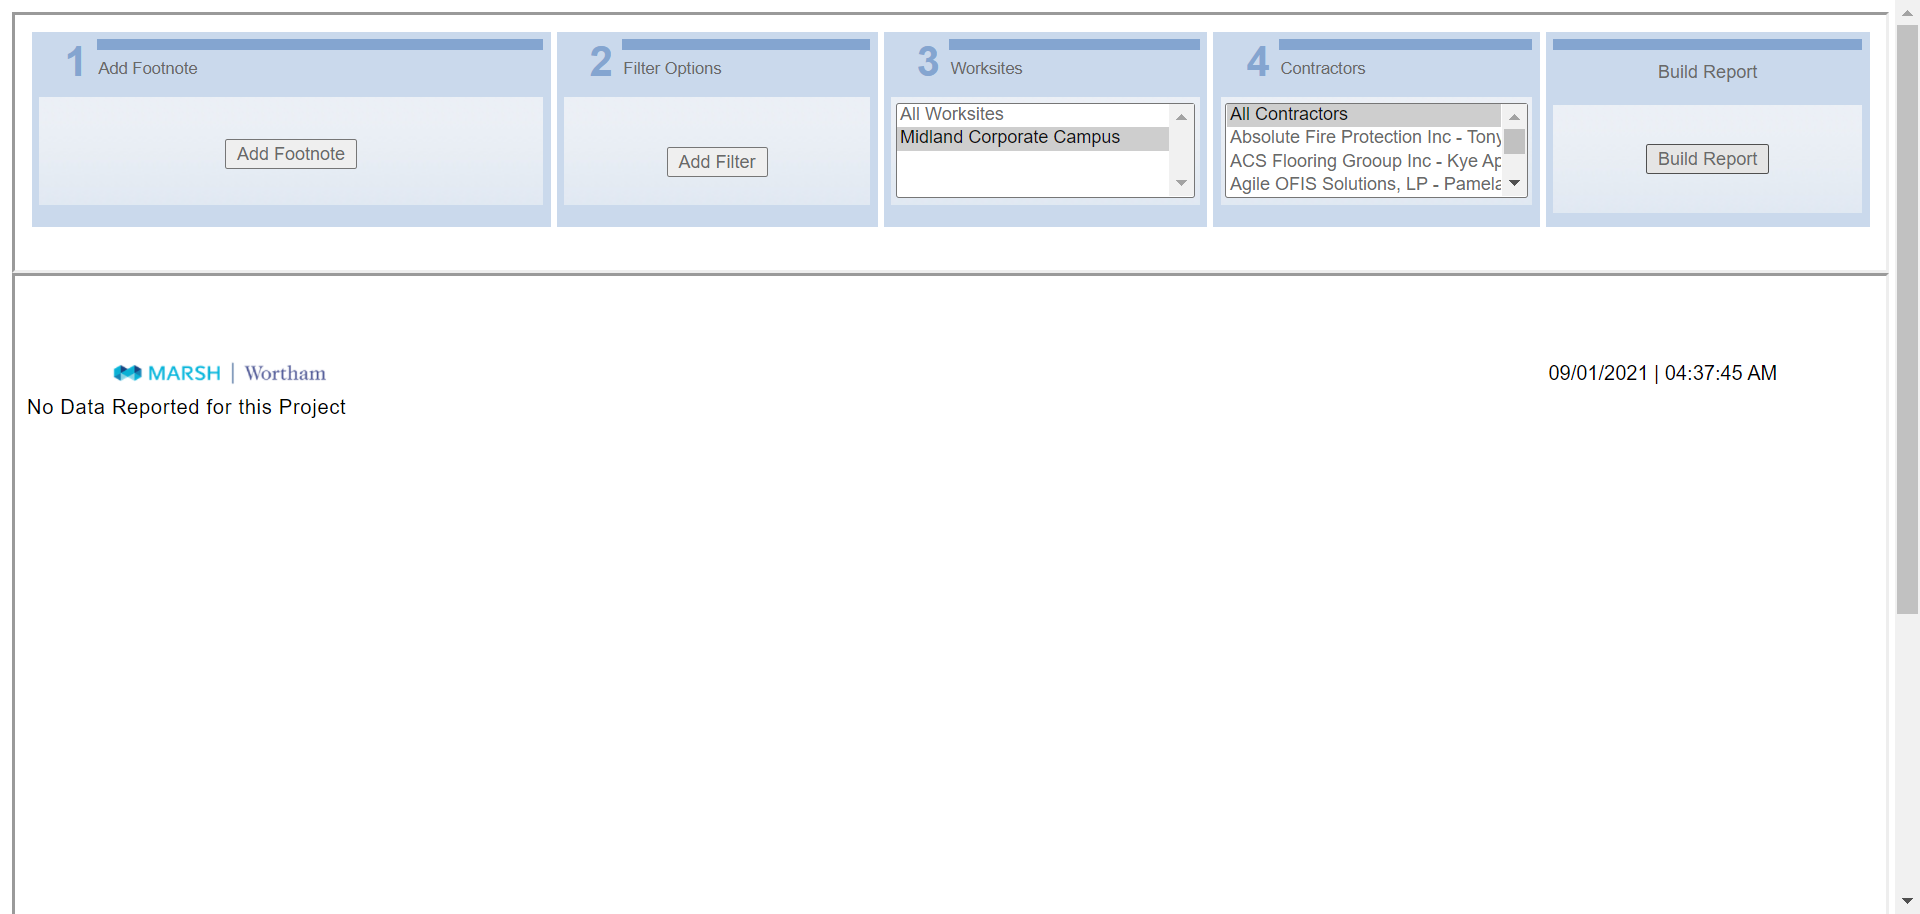 1 Add Footnote
Add Footnote
2 Filter Options
Add Filter
3 Worksites
All Worksites
Midland Corporate Campus
4 Contractors
All Contractors
Absolute Fire Protection Inc - Tony
ACS Flooring Grooup Inc - Kye Ap
Agile OFIS Solutions, LP - Pamela
Build Report
Build Report
MARSH | Wortham
09/01/2021 | 04:37:45 AM
No Data Reported for this Project